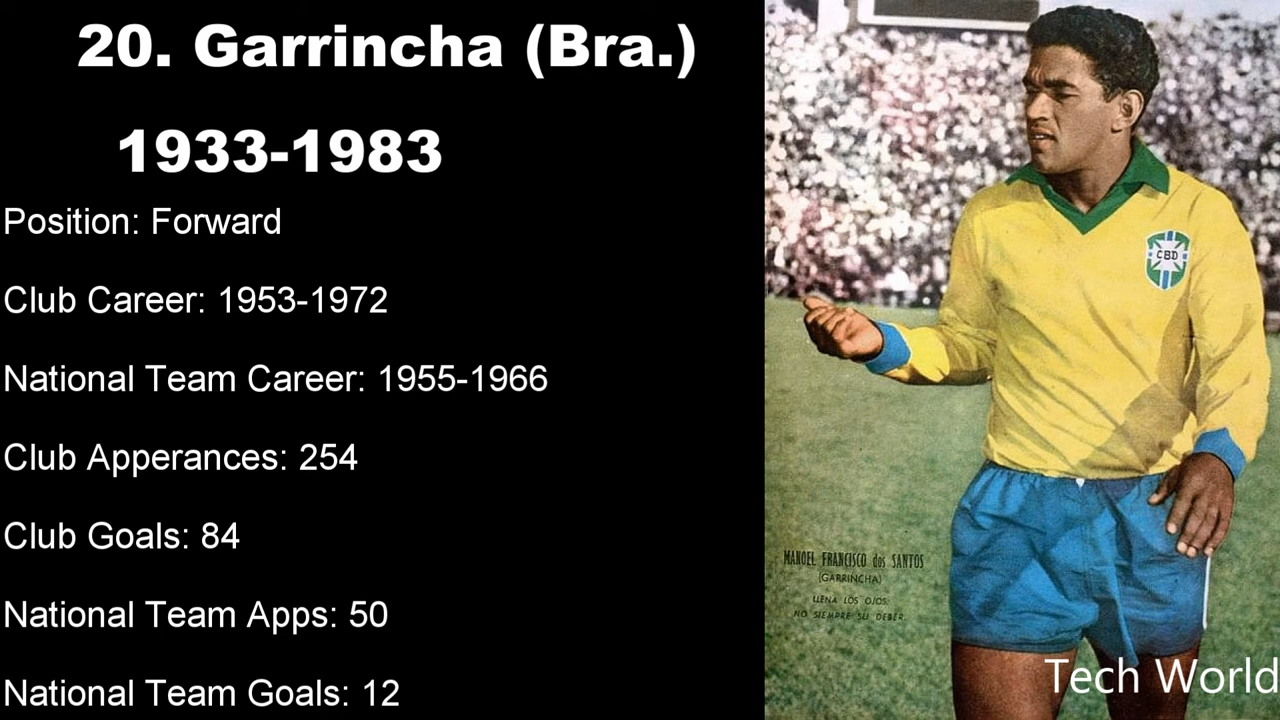 20. Garrincha (Bra.)
1933-1983
Position: Forward
Club Career: 1953-1972
National Team Career: 1955-1966
Club Apperances: 254
Club Goals: 84
National Team Apps: 50
National Team Goals: 12
CBD
MANOEL FRANCISCO dos SANTOS
(GARRINCHA)
LLENA LOS OJOS.
NO SIEMPRE SU DEBER.
Tech World